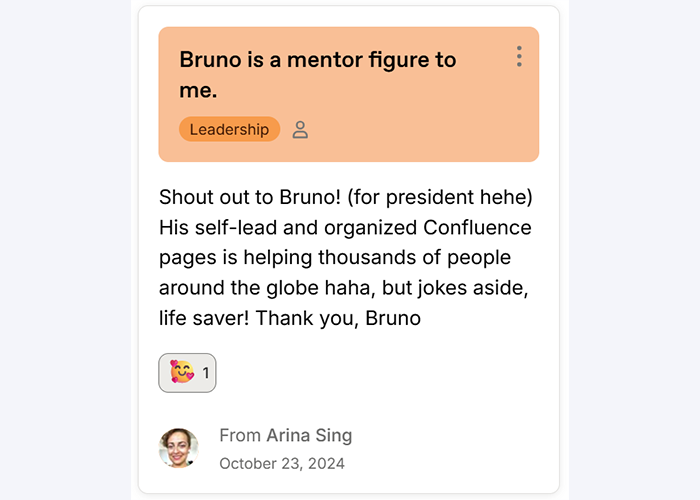 Bruno is a mentor figure to
me.
Leadership
Shout out to Bruno! (for president hehe)
His self-lead and organized Confluence
pages is helping thousands of people
around the globe haha, but jokes aside,
life saver! Thank you, Bruno
1
From Arina Sing
October 23, 2024